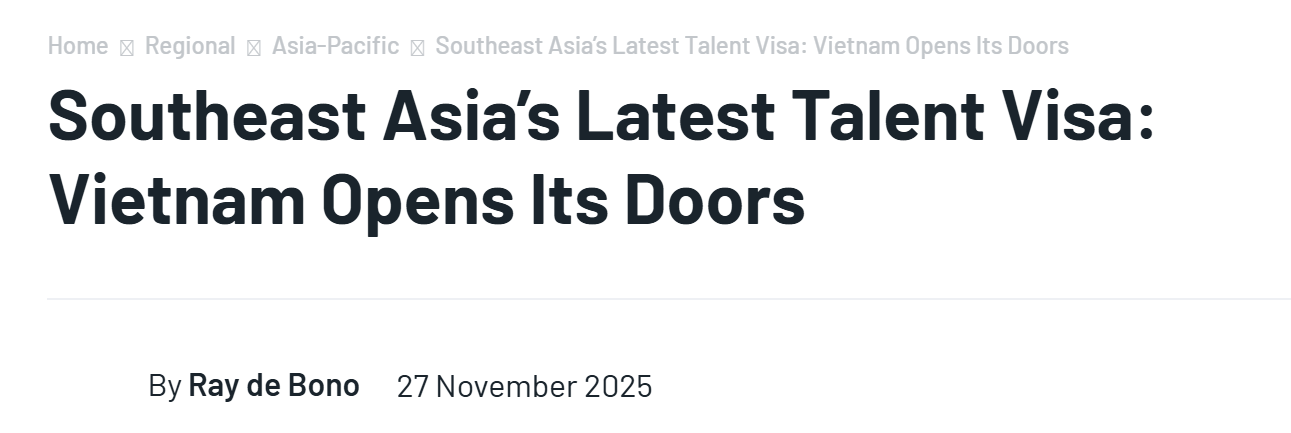 Home Regional Asia-Pacific Southeast Asia’s Latest Talent Visa: Vietnam Opens Its Doors
Southeast Asia’s Latest Talent Visa:
Vietnam Opens Its Doors
By Ray de Bono 27 November 2025